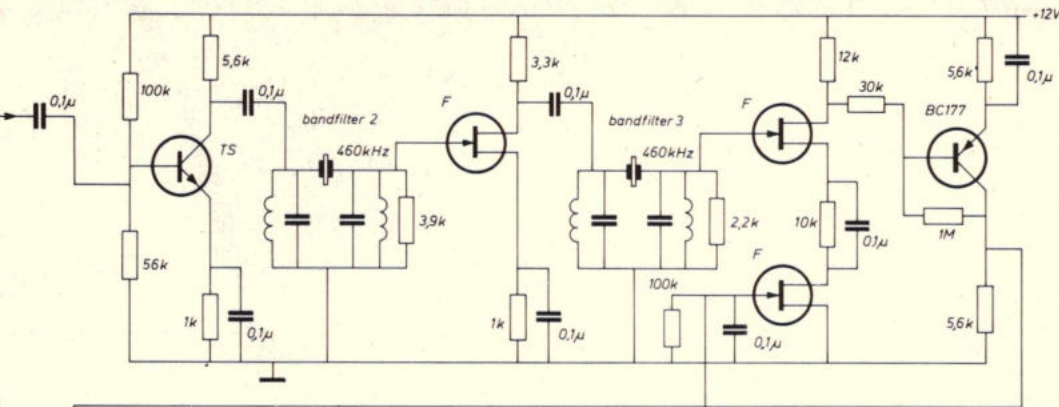 +12V
5,6k
3,3k
12k
5,6k
0,1µ
0,1µ
100k
0,1µ
0,1µ
30k
BC177
TS
bandfilter 2
F
bandfilter 3
F
460kHz
460kHz
3,9k
2,2k
10k
0,1µ
1M
56k
F
100k
1k
0,1µ
1k
0,1µ
0,1µ
5,6k